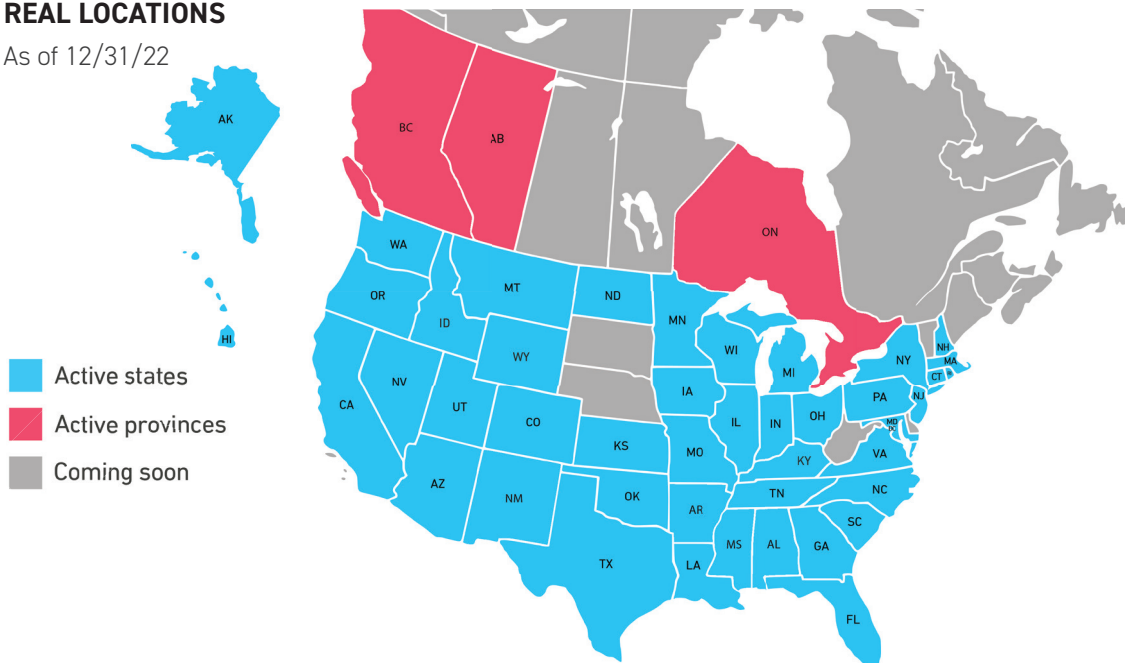 REAL LOCATIONS
As of 12/31/22
AK
BC
AB
ON
WA
MT
ND
OR
MN
ID
HI
WY
WI
NH
NY
MA
MI
CT
Active states
NV
IA
PA
NJ
CA
UT
CO
IL
IN
OH
MD
DC
Active provinces
KS
MO
VA
KY
Coming soon
AZ
NM
OK
TN
NC
AR
SC
MS
AL
GA
TX
LA
FL